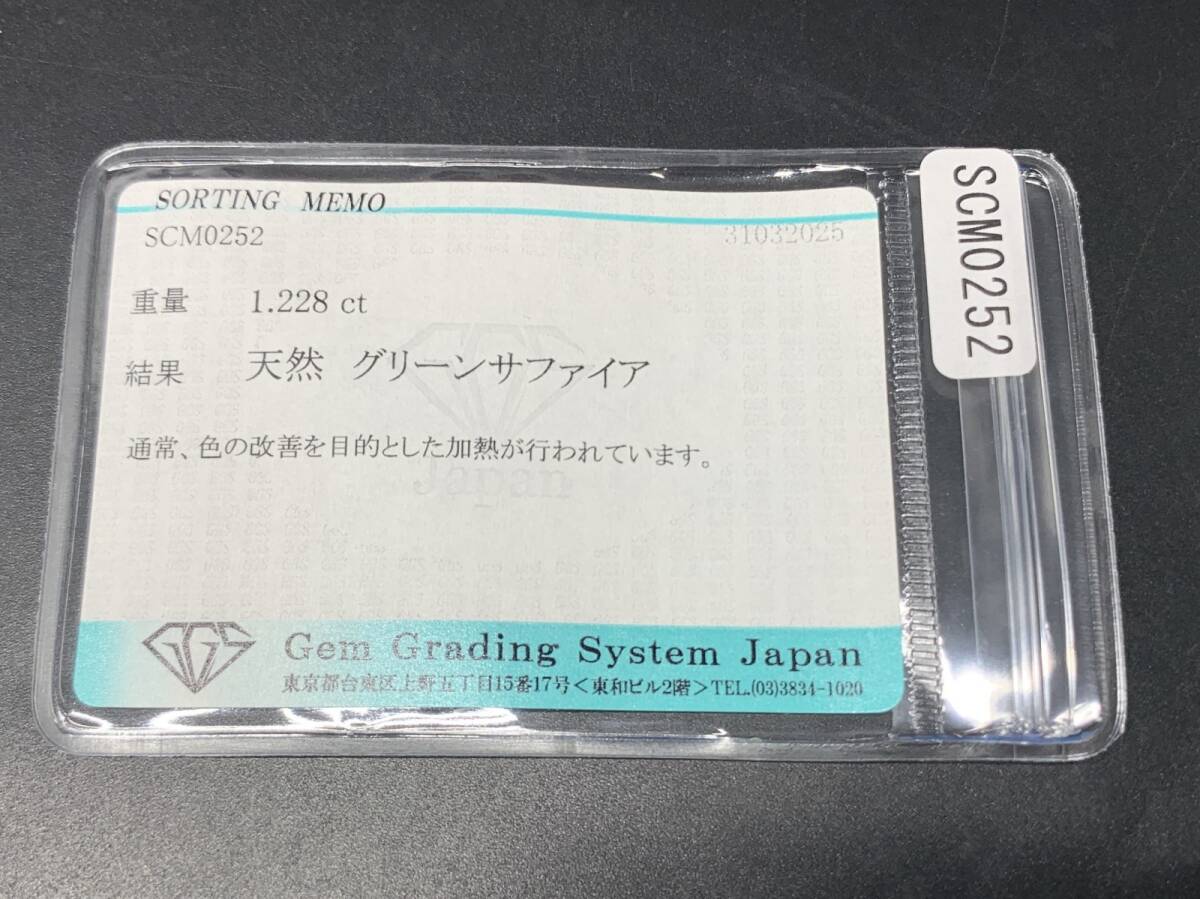 SORTING MEMO
SCM0252
31032025
重量 1.228 ct
結果 天然 グリーンサファイア
通常、色の改善を目的とした加熱が行われています。
Japan
GGS
Gem Grading System Japan
東京都台東区上野五丁目15番17号<東和ビル2階>TEL.(03)3834-1020
SCM0252